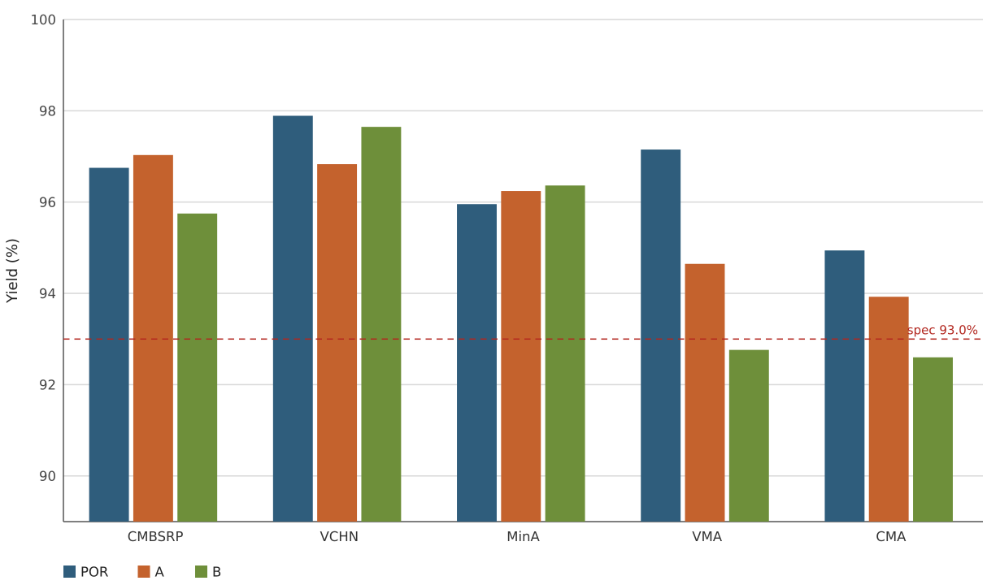 100
98
96
94
92
90
Yield (%)
spec 93.0%
CMBSRP VCHN MinA VMA CMA
POR A B